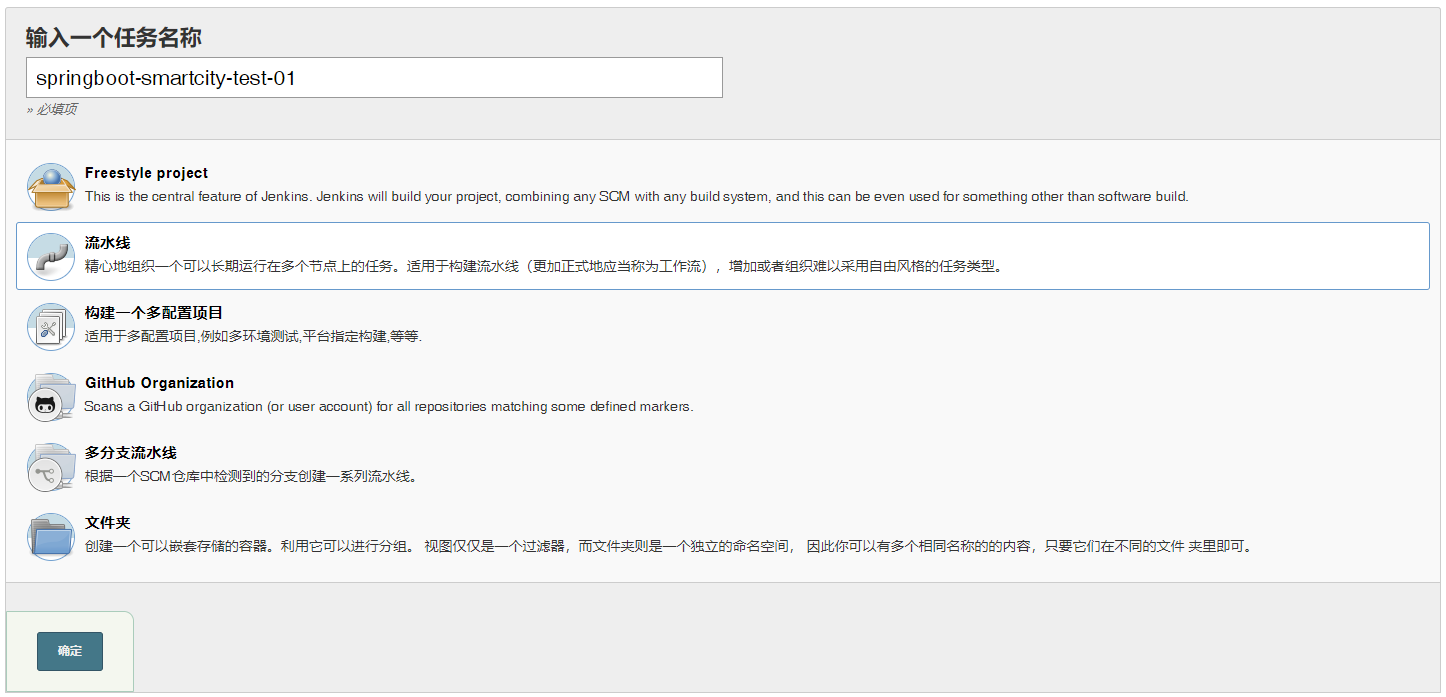 输入一个任务名称
springboot-smartcity-test-01
» 必填项
Freestyle project
This is the central feature of Jenkins. Jenkins will build your project, combining any SCM with any build system, and this can be even used for something other than software build.
流水线
精心地组织一个可以长期运行在多个节点上的任务。适用于构建流水线（更加正式地应当称为工作流），增加或者组织难以采用自由风格的任务类型。
构建一个多配置项目
适用于多配置项目,例如多环境测试,平台指定构建,等等.
GitHub Organization
Scans a GitHub organization (or user account) for all repositories matching some defined markers.
多分支流水线
根据一个SCM仓库中检测到的分支创建一系列流水线。
文件夹
创建一个可以嵌套存储的容器。利用它可以进行分组。 视图仅仅是一个过滤器，而文件夹则是一个独立的命名空间， 因此你可以有多个相同名称的的内容，只要它们在不同的文件 夹里即可。
确定